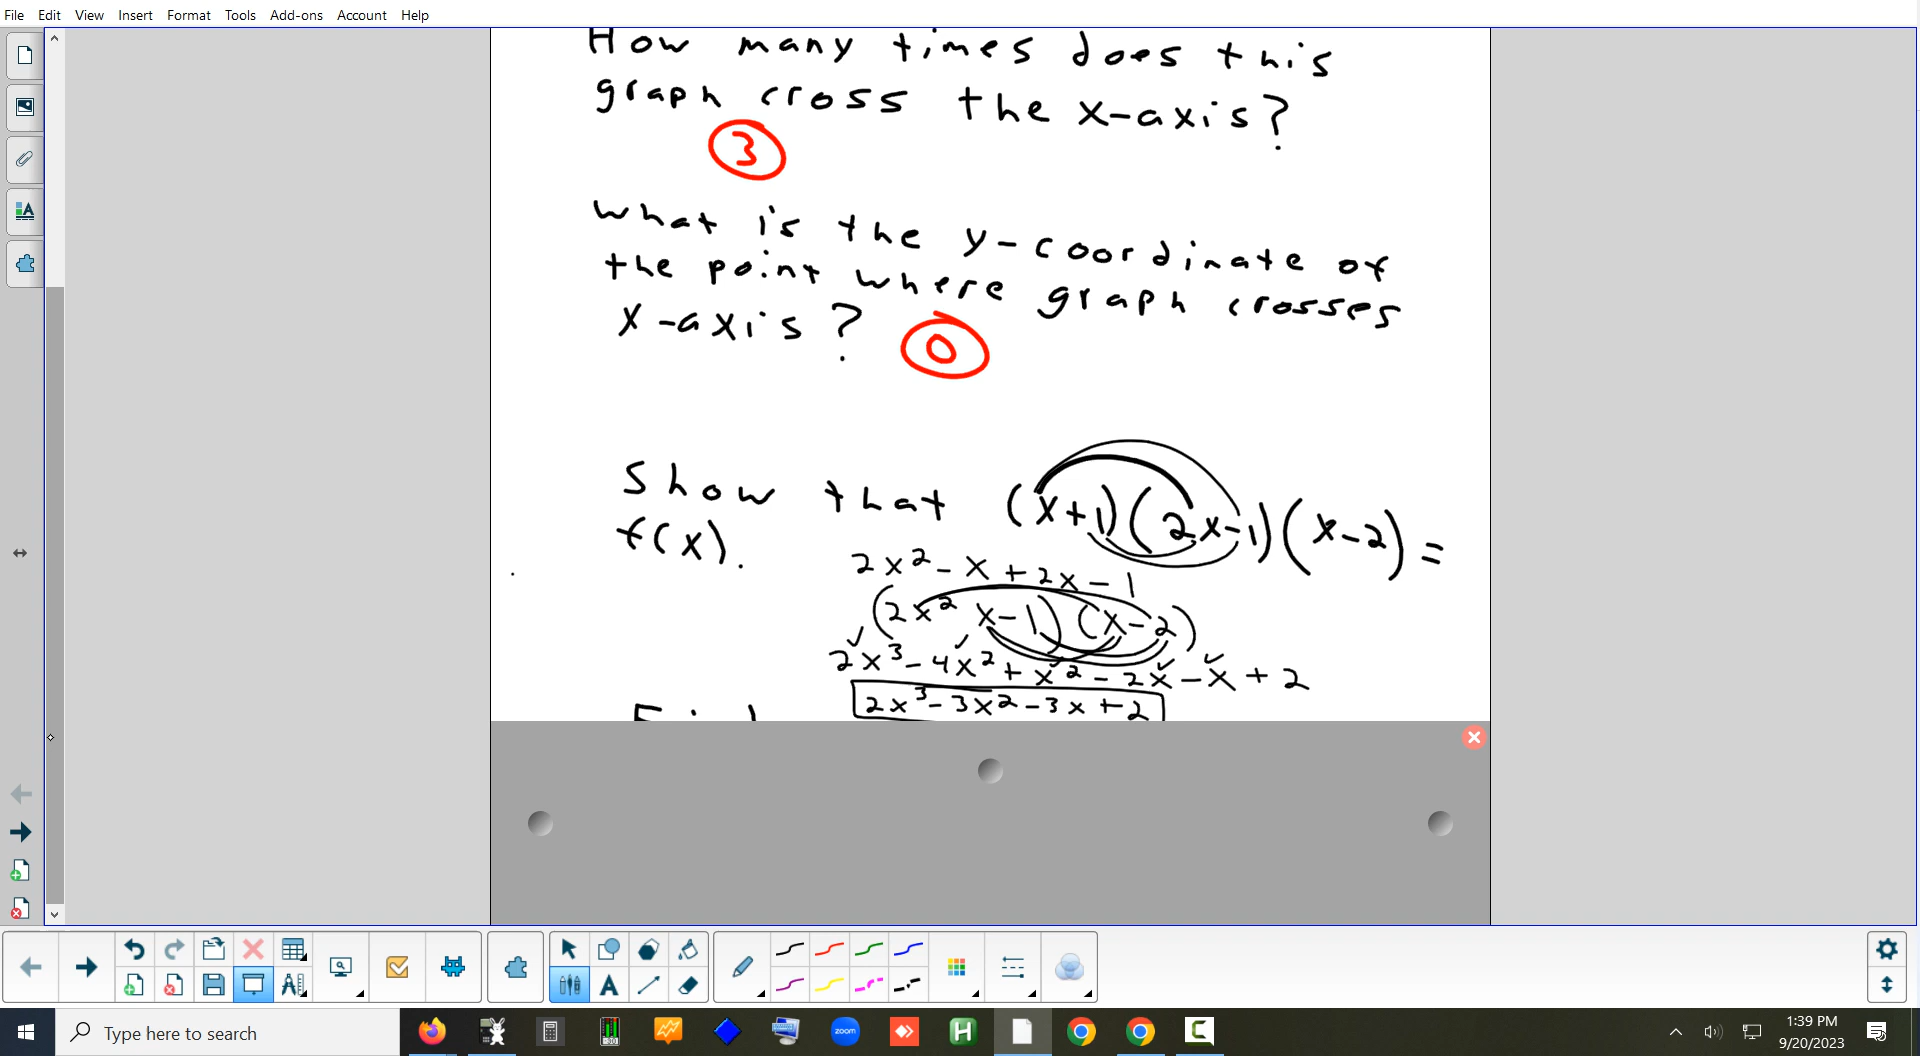 File Edit View Insert Format Tools Add-ons Account Help
How many times does this
graph cross the x-axis?
3
what is the y-coordinate of
the point where graph crosses
x-axis?
0
Show that (x+1)(2x-1)(x-2)=
f(x).
2x²-x+2x-1
(2x² x-1)(x-2)
2x³-4x²+x²-2x-x+2
2x³-3x²-3x+2
Type here to search
zoom
1:39 PM
9/20/2023